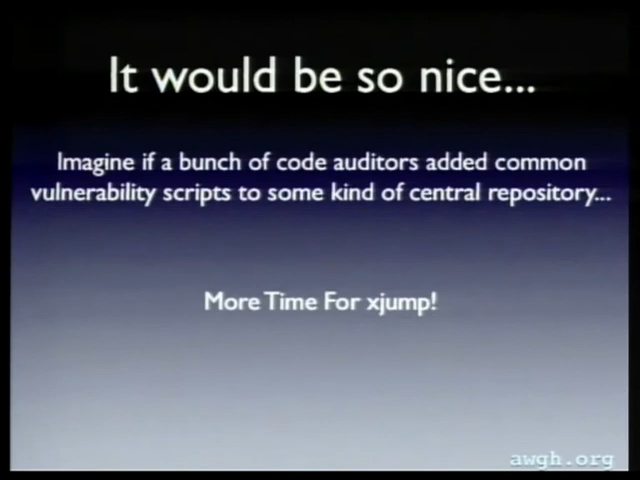 It would be so nice...
Imagine if a bunch of code auditors added common
vulnerability scripts to some kind of central repository...
More Time For xjump!
awgh.org